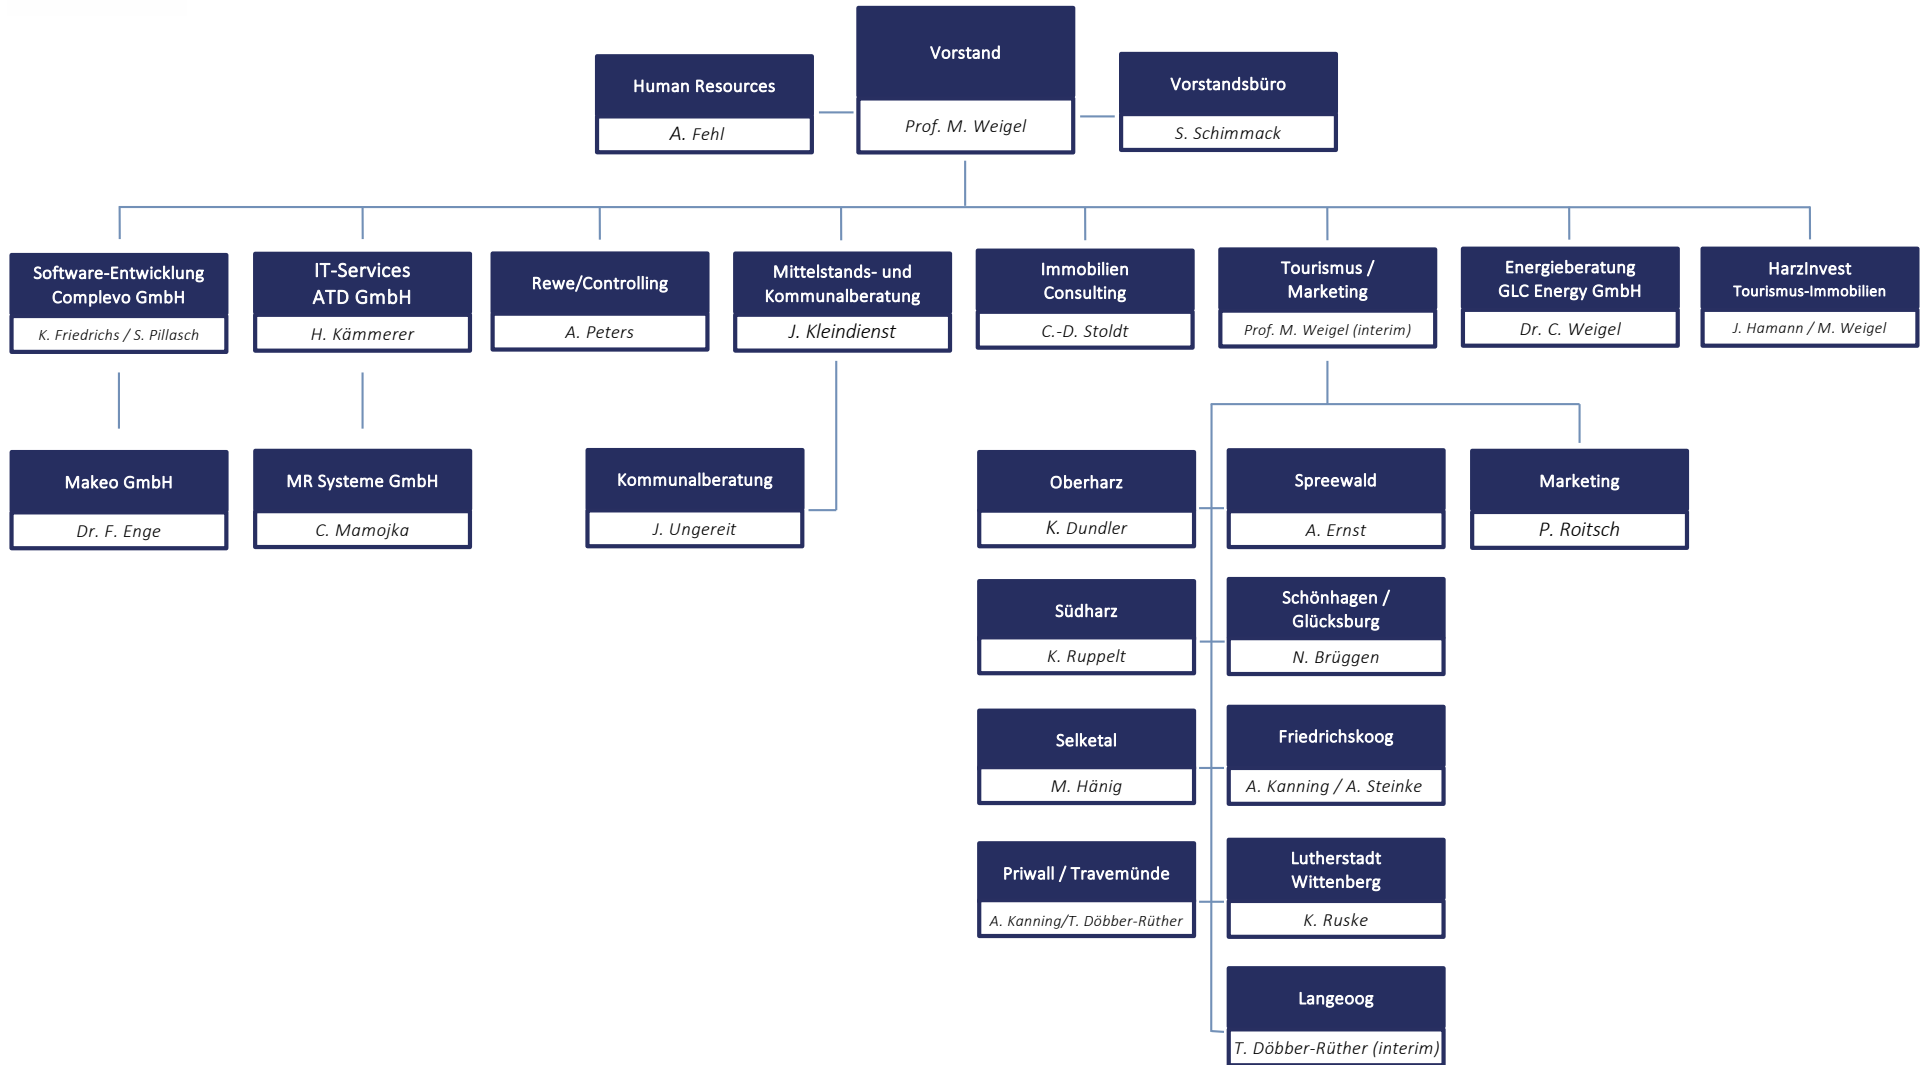 Vorstand
Prof. M. Weigel
Human Resources
A. Fehl
Vorstandsbüro
S. Schimmack
Software-Entwicklung
Complevo GmbH
K. Friedrichs / S. Pillasch
IT-Services
ATD GmbH
H. Kämmerer
Rewe/Controlling
A. Peters
Mittelstands- und
Kommunalberatung
J. Kleindienst
Immobilien
Consulting
C.-D. Stoldt
Tourismus /
Marketing
Prof. M. Weigel (interim)
Energieberatung
GLC Energy GmbH
Dr. C. Weigel
HarzInvest
Tourismus-Immobilien
J. Hamann / M. Weigel
Makeo GmbH
Dr. F. Enge
MR Systeme GmbH
C. Mamojka
Kommunalberatung
J. Ungereit
Oberharz
K. Dundler
Spreewald
A. Ernst
Marketing
P. Roitsch
Südharz
K. Ruppelt
Schönhagen /
Glücksburg
N. Brüggen
Selketal
M. Hänig
Friedrichskoog
A. Kanning / A. Steinke
Priwall / Travemünde
A. Kanning/T. Döbber-Rüther
Lutherstadt
Wittenberg
K. Ruske
Langeoog
T. Döbber-Rüther (interim)